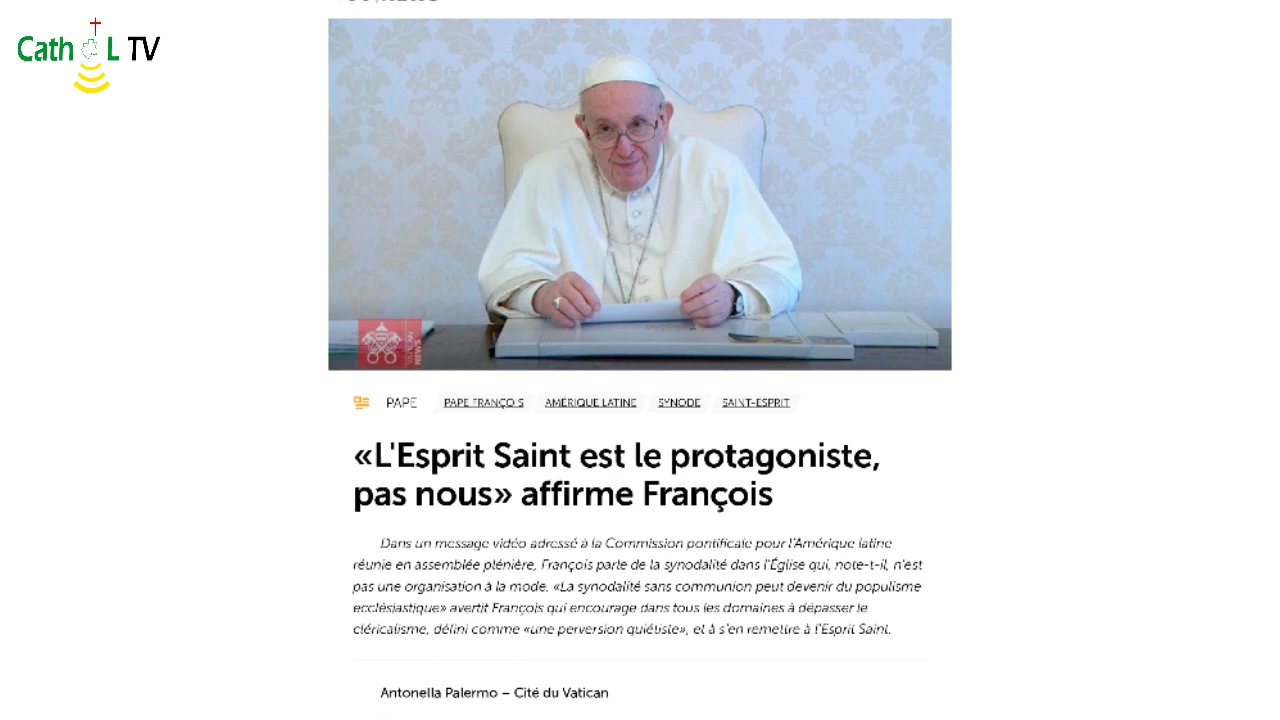 Cath L TV
PAPE
PAPE FRANÇOIS
AMÉRIQUE LATINE
SYNODE
SAINT-ESPRIT
«L'Esprit Saint est le protagoniste,
pas nous» affirme François
Dans un message vidéo adressé à la Commission pontificale pour l'Amérique latine
réunie en assemblée plénière, François parle de la synodalité dans l'Église qui, note-t-il, n'est
pas une organisation à la mode. «La synodalité sans communion peut devenir du populisme
ecclésiastique» avertit François qui encourage dans tous les domaines à dépasser le
cléricalisme, défini comme «une perversion quiétiste», et à s'en remettre à l'Esprit Saint.
Antonella Palermo – Cité du Vatican